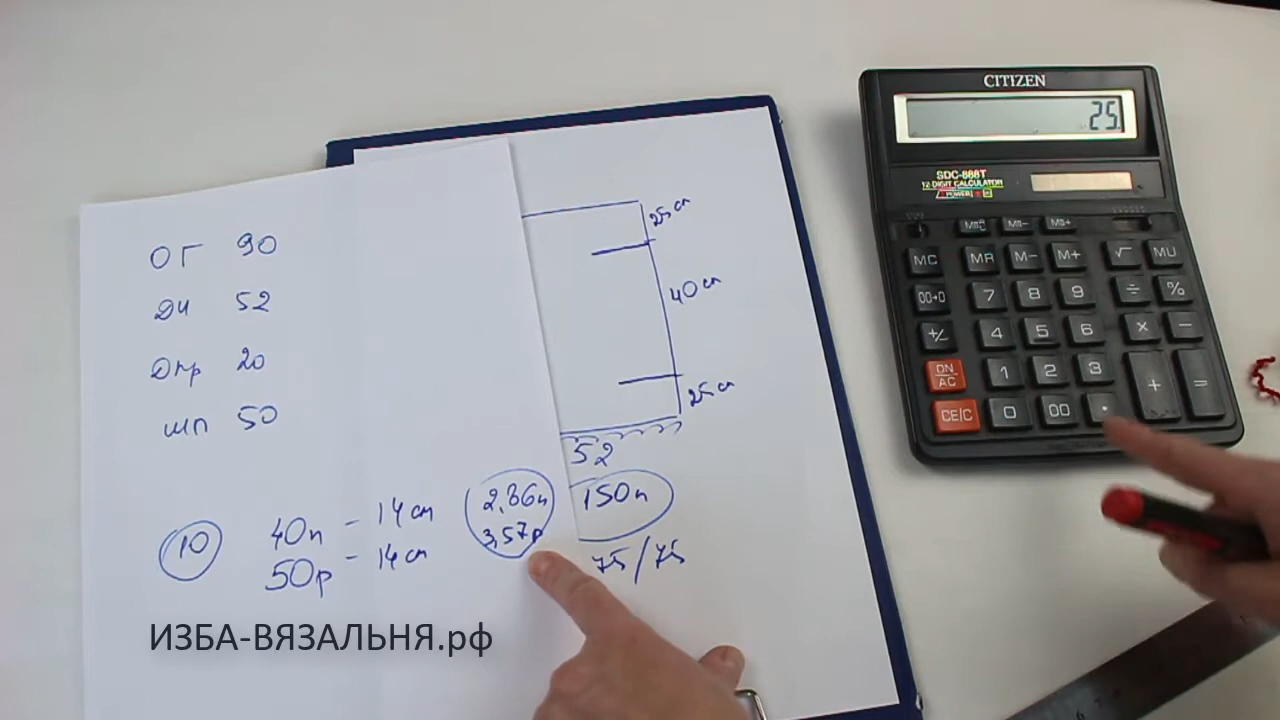 ОГ 90
ДИ 52
Дпр 20
ШП 50
10
40п - 14 см
50р - 14 см
2,86п
3,57р
25 см
40 см
25 см
52
150п
75/75
ИЗБА-ВЯЗАЛЬНЯ.рф
CITIZEN
25.
SDC-888T
12-DIGIT CALCULATOR
MC MR M- M+ √ MU
00→0 7 8 9 ÷ %
+/- 4 5 6 × −
ON/AC 1 2 3 + =
CE/C 0 00 .